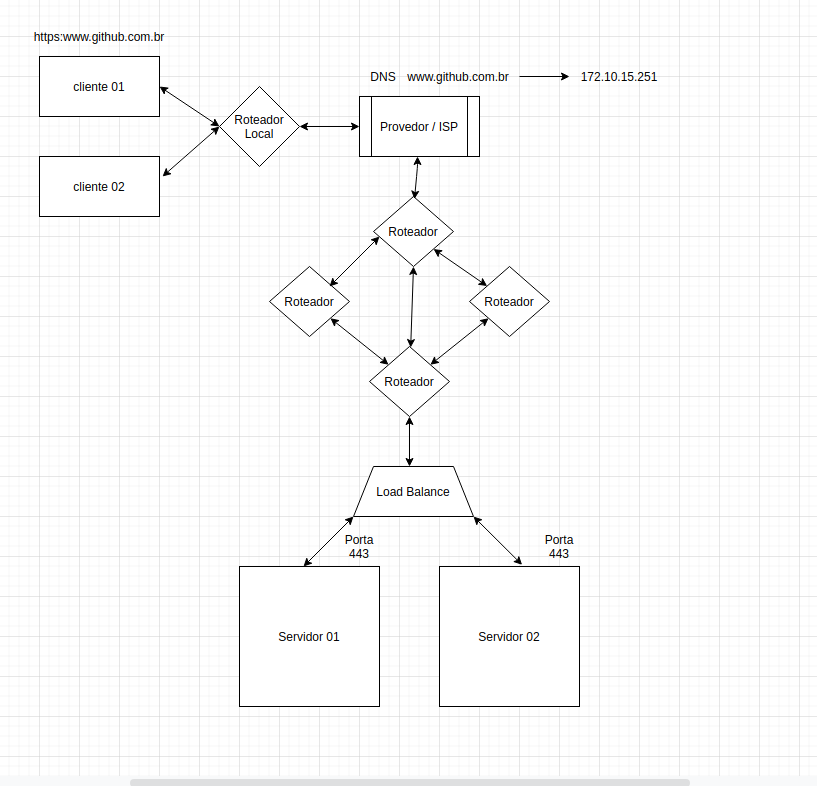 https:www.github.com.br
cliente 01
cliente 02
Roteador
Local
DNS www.github.com.br 172.10.15.251
Provedor / ISP
Roteador
Roteador
Roteador
Roteador
Load Balance
Porta
443
Porta
443
Servidor 01
Servidor 02